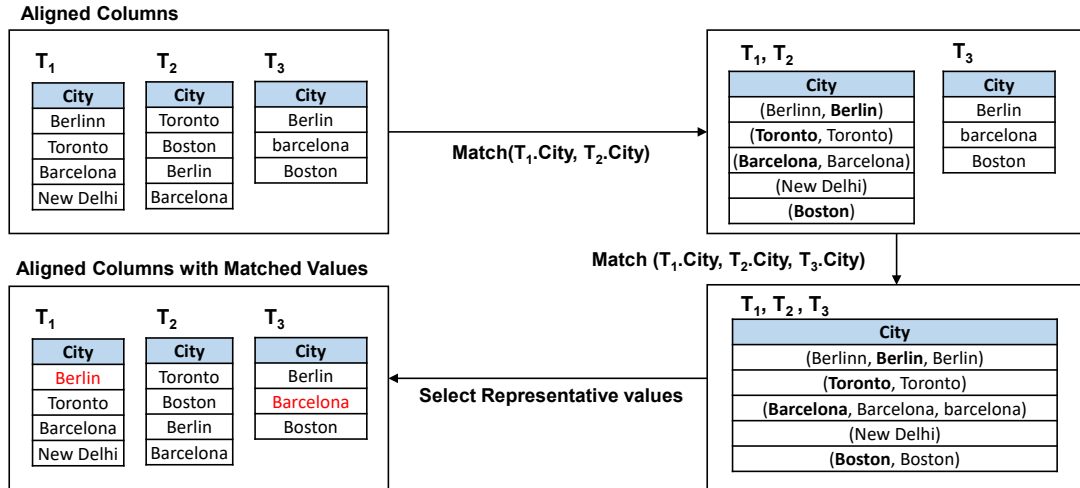 Aligned Columns
T1
City
Berlinn
Toronto
Barcelona
New Delhi
T2
City
Toronto
Boston
Berlin
Barcelona
T3
City
Berlin
barcelona
Boston
Match(T1.City, T2.City)
T1, T2
City
(Berlinn, Berlin)
(Toronto, Toronto)
(Barcelona, Barcelona)
(New Delhi)
(Boston)
T3
City
Berlin
barcelona
Boston
Match (T1.City, T2.City, T3.City)
T1, T2 , T3
City
(Berlinn, Berlin, Berlin)
(Toronto, Toronto)
(Barcelona, Barcelona, barcelona)
(New Delhi)
(Boston, Boston)
Select Representative values
Aligned Columns with Matched Values
T1
City
Berlin
Toronto
Barcelona
New Delhi
T2
City
Toronto
Boston
Berlin
Barcelona
T3
City
Berlin
Barcelona
Boston